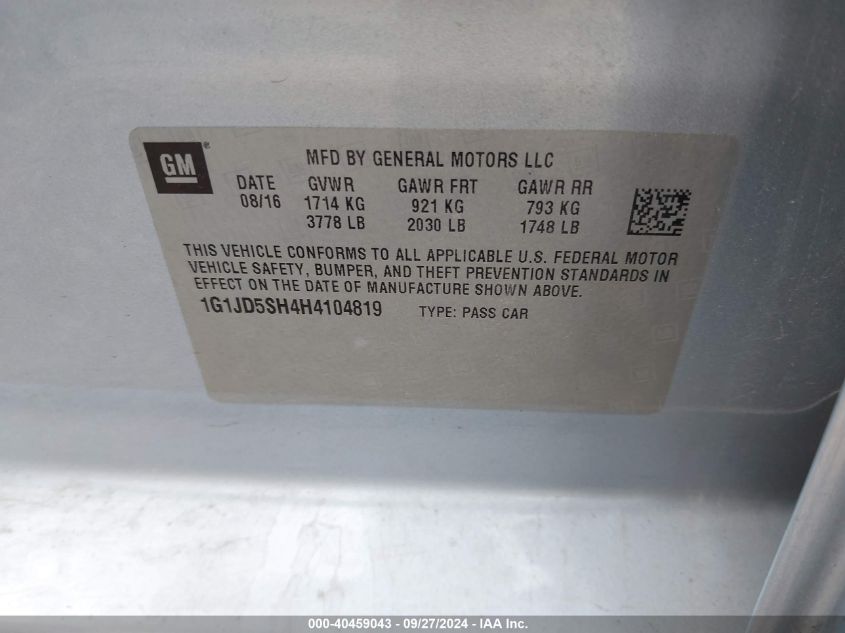 GM®
MFD BY GENERAL MOTORS LLC
DATE GVWR GAWR FRT GAWR RR
08/16 1714 KG 921 KG 793 KG
3778 LB 2030 LB 1748 LB
THIS VEHICLE CONFORMS TO ALL APPLICABLE U.S. FEDERAL MOTOR
VEHICLE SAFETY, BUMPER, AND THEFT PREVENTION STANDARDS IN
EFFECT ON THE DATE OF MANUFACTURE SHOWN ABOVE.
1G1JD5SH4H4104819 TYPE: PASS CAR
000-40459043 - 09/27/2024 - IAA Inc.